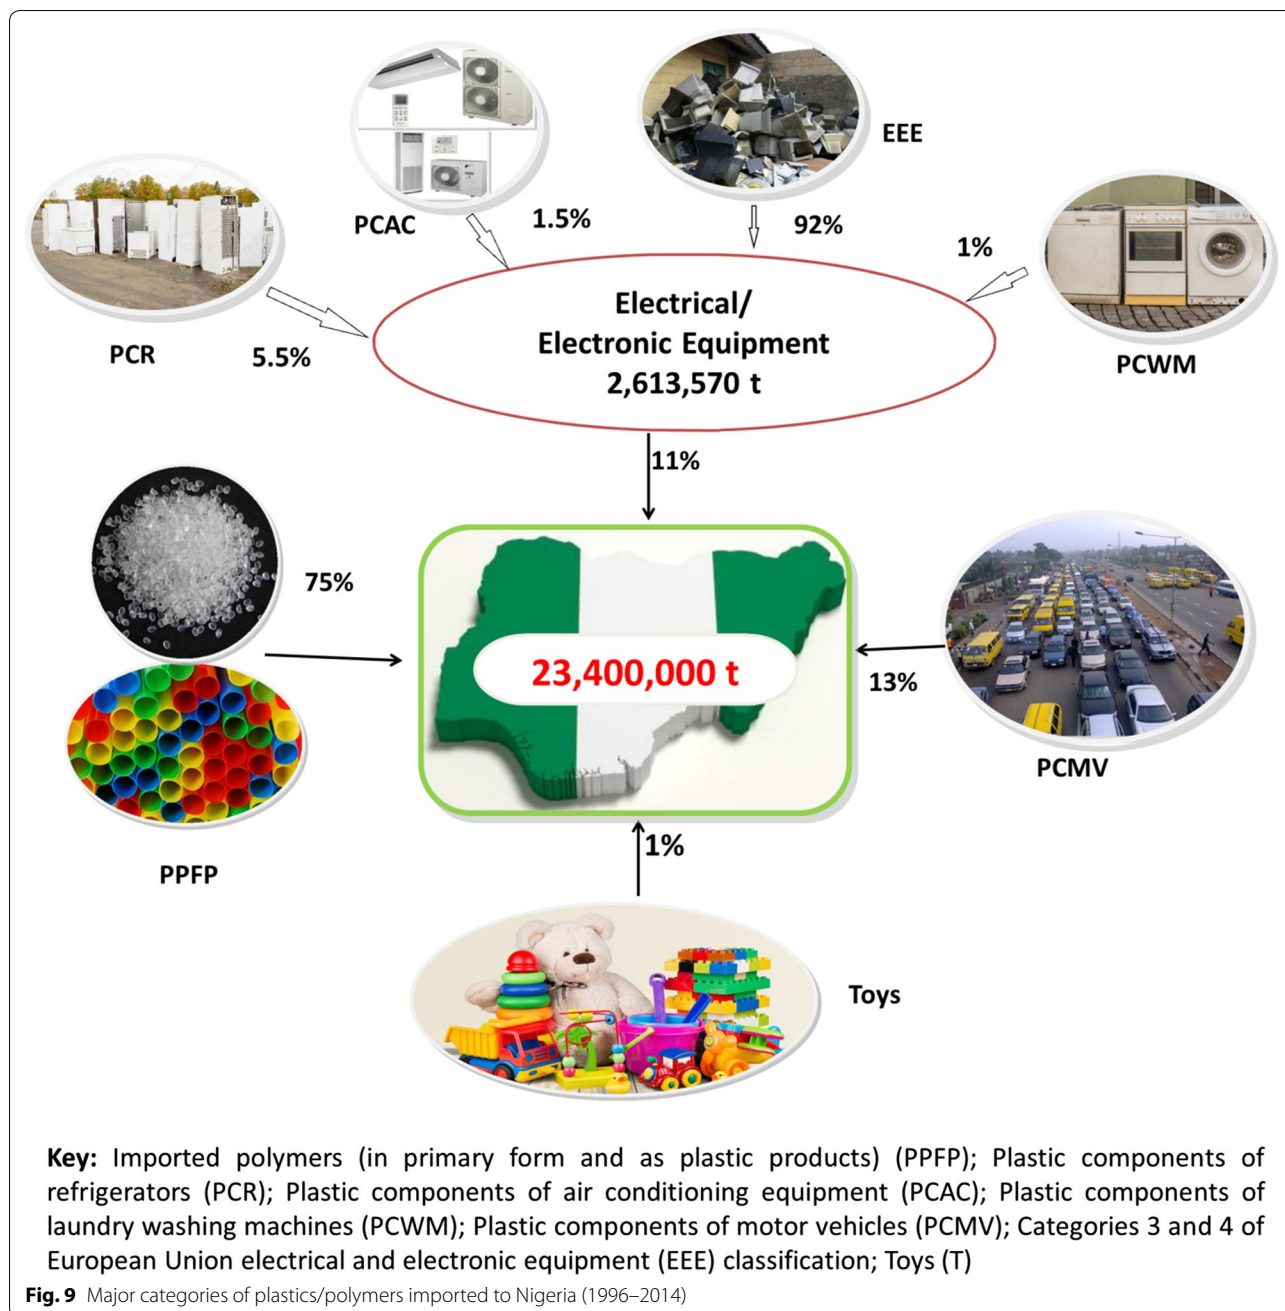 EEE
PCAC
1.5%
92%
1%
PCR
5.5%
PCWM
Electrical/
Electronic Equipment
2,613,570 t
11%
75%
23,400,000 t
13%
PCMV
PPFP
1%
Toys
Key: Imported polymers (in primary form and as plastic products) (PPFP); Plastic components of
refrigerators (PCR); Plastic components of air conditioning equipment (PCAC); Plastic components of
laundry washing machines (PCWM); Plastic components of motor vehicles (PCMV); Categories 3 and 4 of
European Union electrical and electronic equipment (EEE) classification; Toys (T)
Fig. 9 Major categories of plastics/polymers imported to Nigeria (1996–2014)